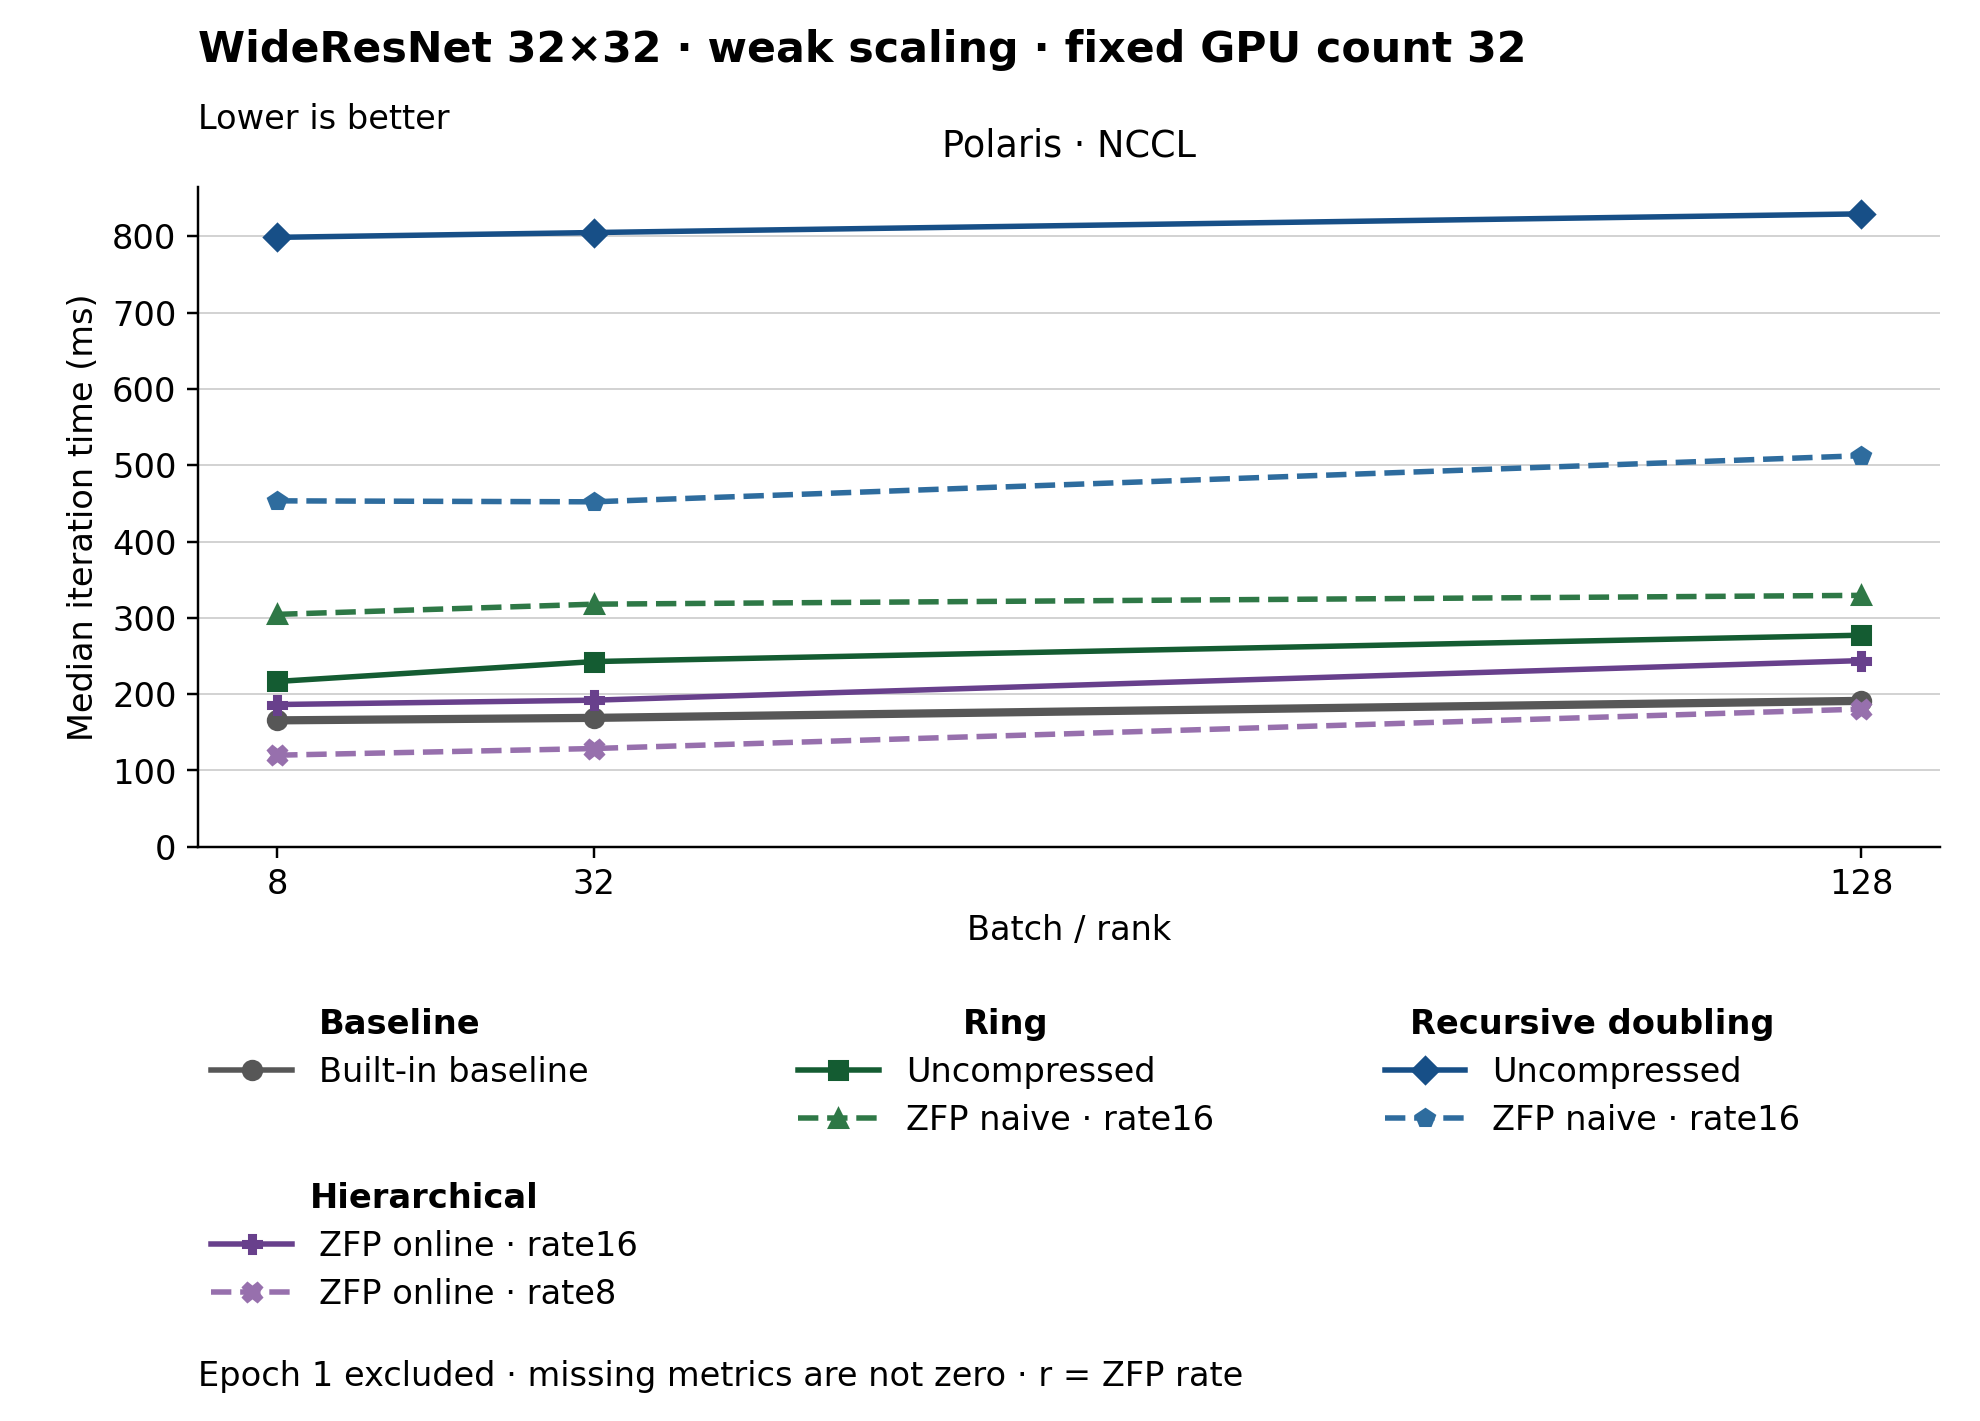 WideResNet 32×32 · weak scaling · fixed GPU count 32
Lower is better
Polaris · NCCL
Median iteration time (ms)
800
700
600
500
400
300
200
100
0
8 32 128
Batch / rank
Baseline
Built-in baseline
Ring
Uncompressed
ZFP naive · rate16
Recursive doubling
Uncompressed
ZFP naive · rate16
Hierarchical
ZFP online · rate16
ZFP online · rate8
Epoch 1 excluded · missing metrics are not zero · r = ZFP rate